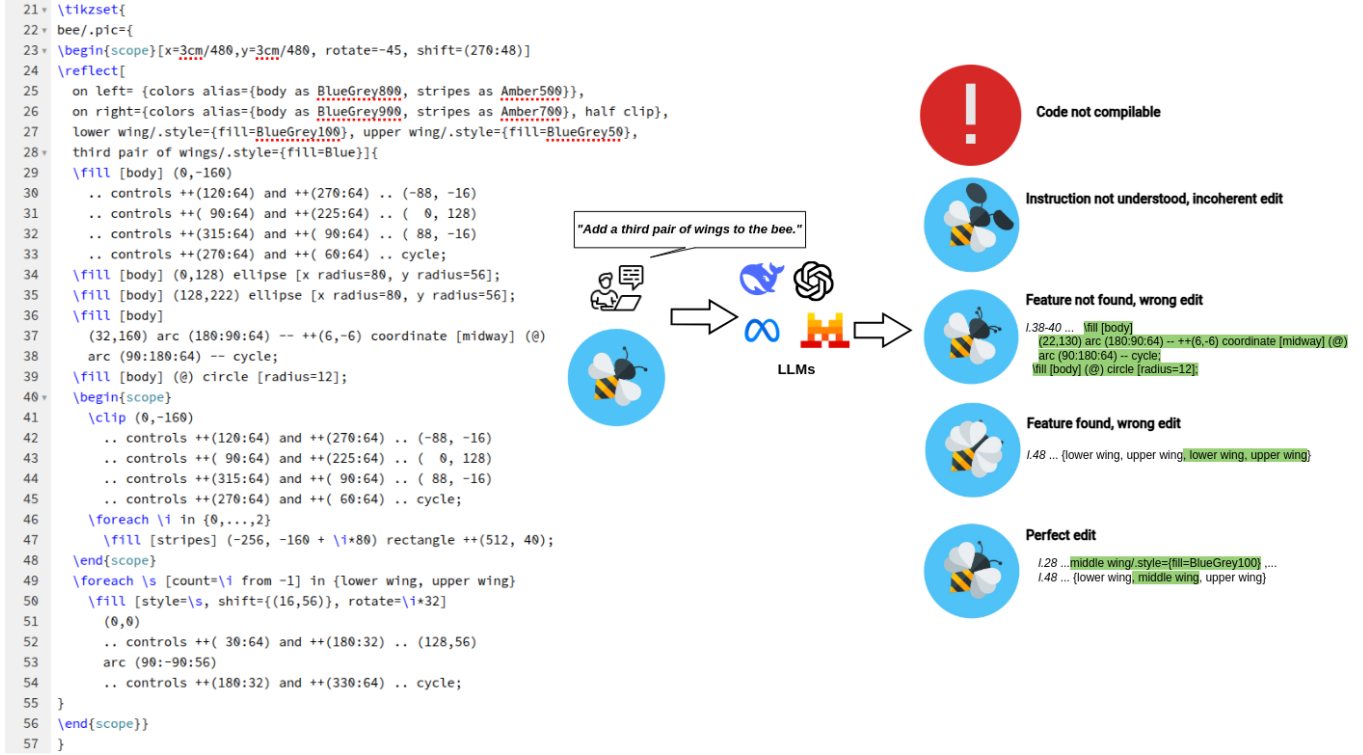 21 \tikzset{
22 bee/.pic={
23 \begin{scope}[x=3cm/480,y=3cm/480, rotate=-45, shift=(270:48)]
24 \reflect[
25 on left= {colors alias={body as BlueGrey800, stripes as Amber500}},
26 on right={colors alias={body as BlueGrey900, stripes as Amber700}, half clip},
27 lower wing/.style={fill=BlueGrey100}, upper wing/.style={fill=BlueGrey50},
28 third pair of wings/.style={fill=Blue}]{
29 \fill [body] (0,-160)
30 .. controls ++(120:64) and ++(270:64) .. (-88, -16)
31 .. controls ++( 90:64) and ++(225:64) .. (  0, 128)
32 .. controls ++(315:64) and ++( 90:64) .. ( 88, -16)
33 .. controls ++(270:64) and ++( 60:64) .. cycle;
34 \fill [body] (0,128) ellipse [x radius=80, y radius=56];
35 \fill [body] (128,222) ellipse [x radius=80, y radius=56];
36 \fill [body]
37 (32,160) arc (180:90:64) -- ++(6,-6) coordinate [midway] (@)
38 arc (90:180:64) -- cycle;
39 \fill [body] (@) circle [radius=12];
40 \begin{scope}
41 \clip (0,-160)
42 .. controls ++(120:64) and ++(270:64) .. (-88, -16)
43 .. controls ++( 90:64) and ++(225:64) .. (  0, 128)
44 .. controls ++(315:64) and ++( 90:64) .. ( 88, -16)
45 .. controls ++(270:64) and ++( 60:64) .. cycle;
46 \foreach \i in {0,...,2}
47 \fill [stripes] (-256, -160 + \i*80) rectangle ++(512, 40);
48 \end{scope}
49 \foreach \s [count=\i from -1] in {lower wing, upper wing}
50 \fill [style=\s, shift={(16,56)}, rotate=\i*32]
51 (0,0)
52 .. controls ++( 30:64) and ++(180:32) .. (128,56)
53 arc (90:-90:56)
54 .. controls ++(180:32) and ++(330:64) .. cycle;
55 }
56 \end{scope}}
57 }
"Add a third pair of wings to the bee."
LLMs
Code not compilable
Instruction not understood, incoherent edit
Feature not found, wrong edit
l.38-40 ... \fill [body]
(22,130) arc (180:90:64) -- ++(6,-6) coordinate [midway] (@)
arc (90:180:64) -- cycle;
\fill [body] (@) circle [radius=12];
Feature found, wrong edit
l.48 ... {lower wing, upper wing, lower wing, upper wing}
Perfect edit
l.28 ...middle wing/.style={fill=BlueGrey100} ,...
l.48 ... {lower wing, middle wing, upper wing}